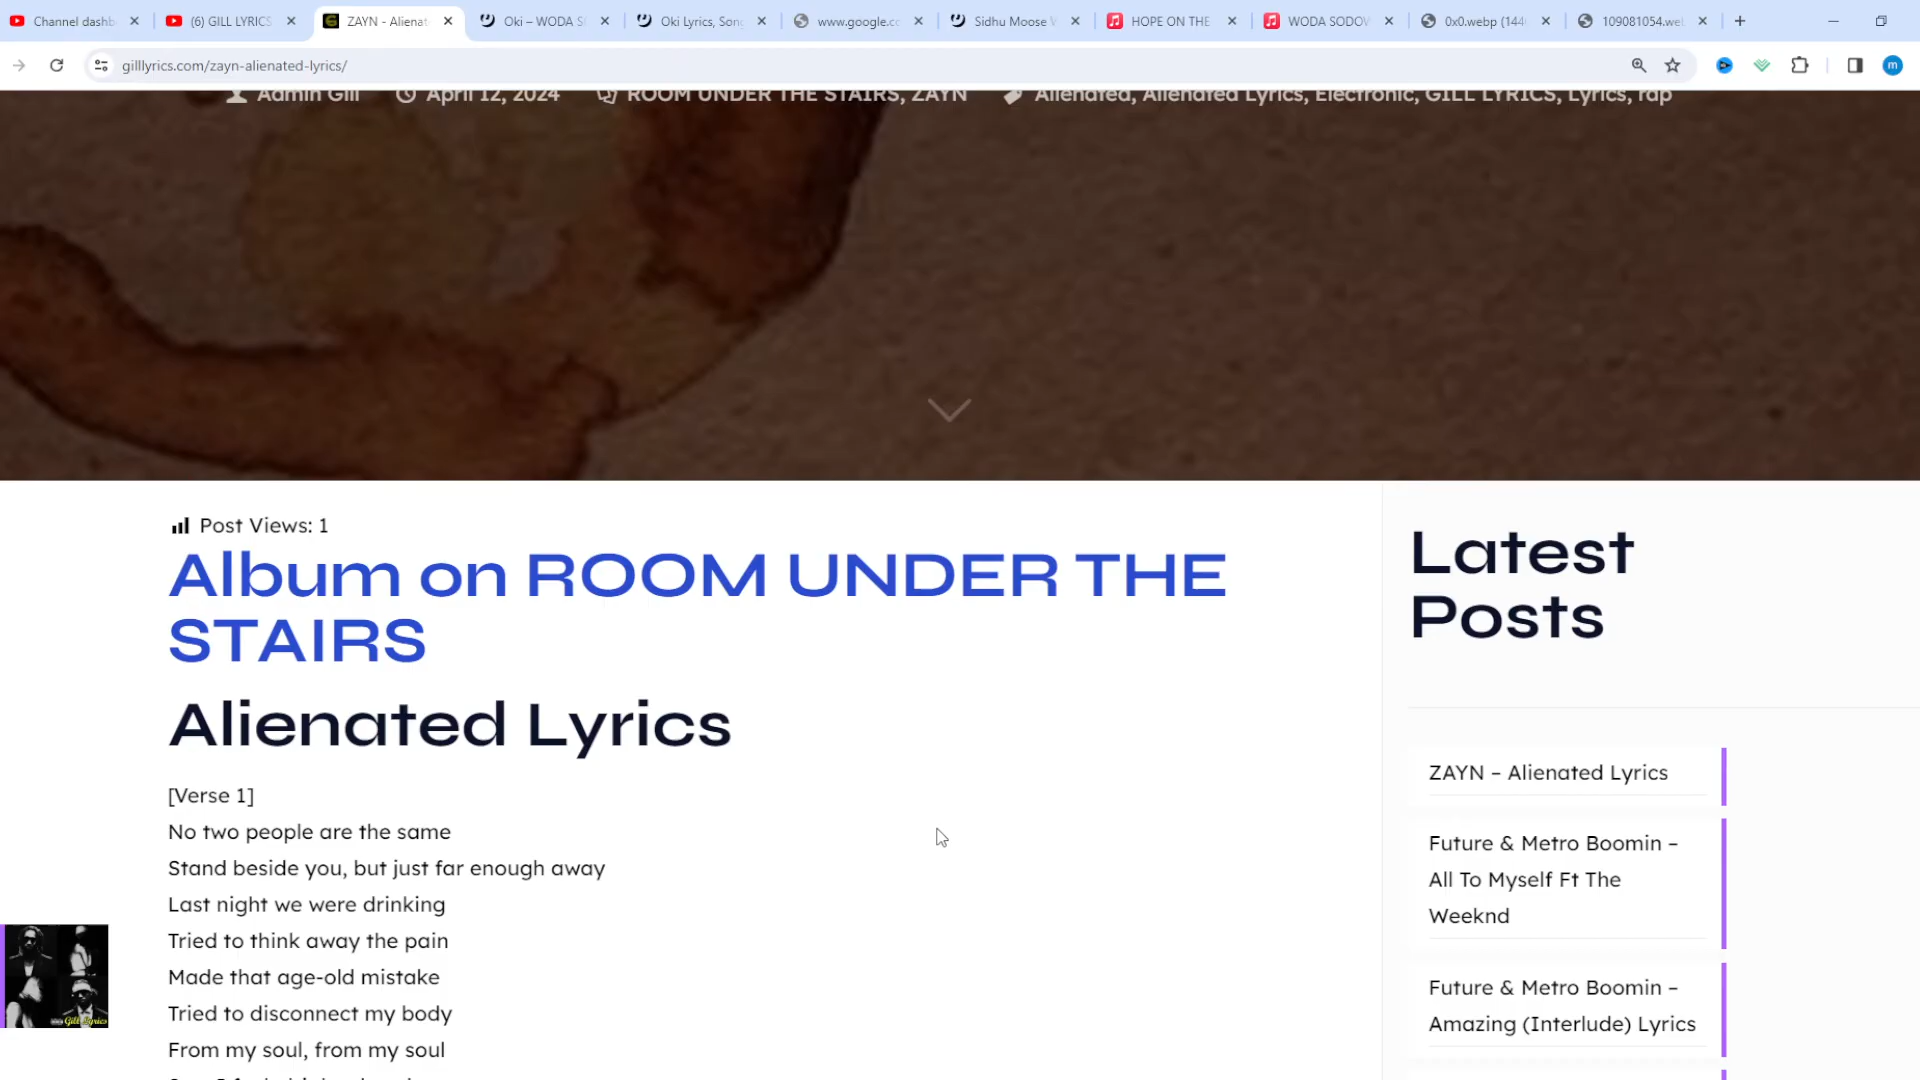 Channel dashb
(6) GILL LYRICS
ZAYN - Alienat
Oki – WODA S
Oki Lyrics, Song
www.google.co
Sidhu Moose W
HOPE ON THE
WODA SODOV
0x0.webp (144
109081054.we
gilllyrics.com/zayn-alienated-lyrics/
m
Admin Gill April 12, 2024 ROOM UNDER THE STAIRS, ZAYN Alienated, Alienated Lyrics, Electronic, GILL LYRICS, Lyrics, rap
Post Views: 1
Album on ROOM UNDER THE
STAIRS
Alienated Lyrics
[Verse 1]
No two people are the same
Stand beside you, but just far enough away
Last night we were drinking
Tried to think away the pain
Made that age-old mistake
Tried to disconnect my body
From my soul, from my soul
Gill Lyrics
Latest
Posts
ZAYN – Alienated Lyrics
Future & Metro Boomin –
All To Myself Ft The
Weeknd
Future & Metro Boomin –
Amazing (Interlude) Lyrics